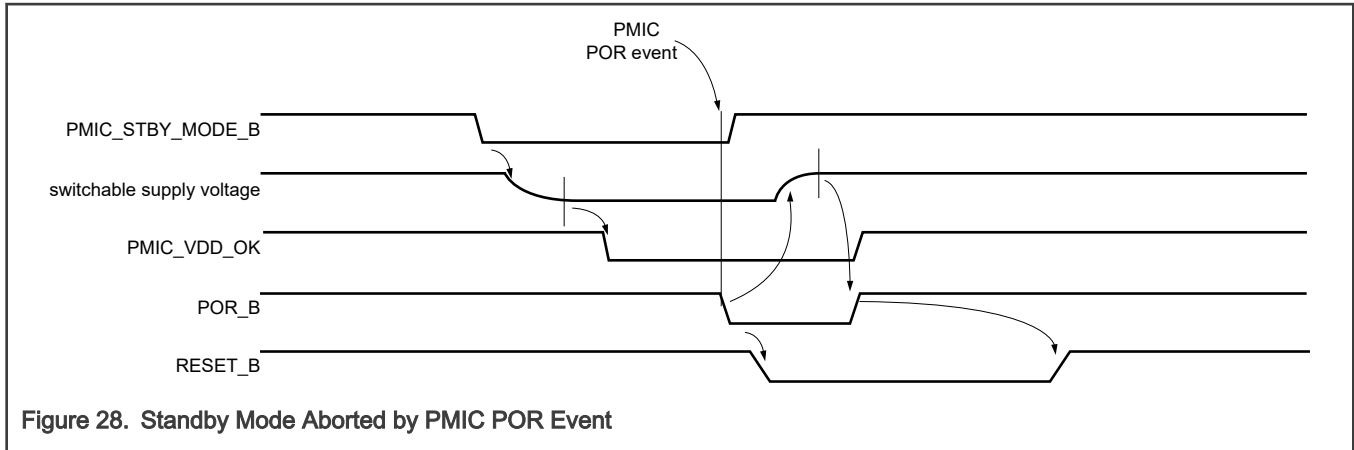 PMIC
POR event
PMIC_STBY_MODE_B
switchable supply voltage
PMIC_VDD_OK
POR_B
RESET_B
Figure 28. Standby Mode Aborted by PMIC POR Event